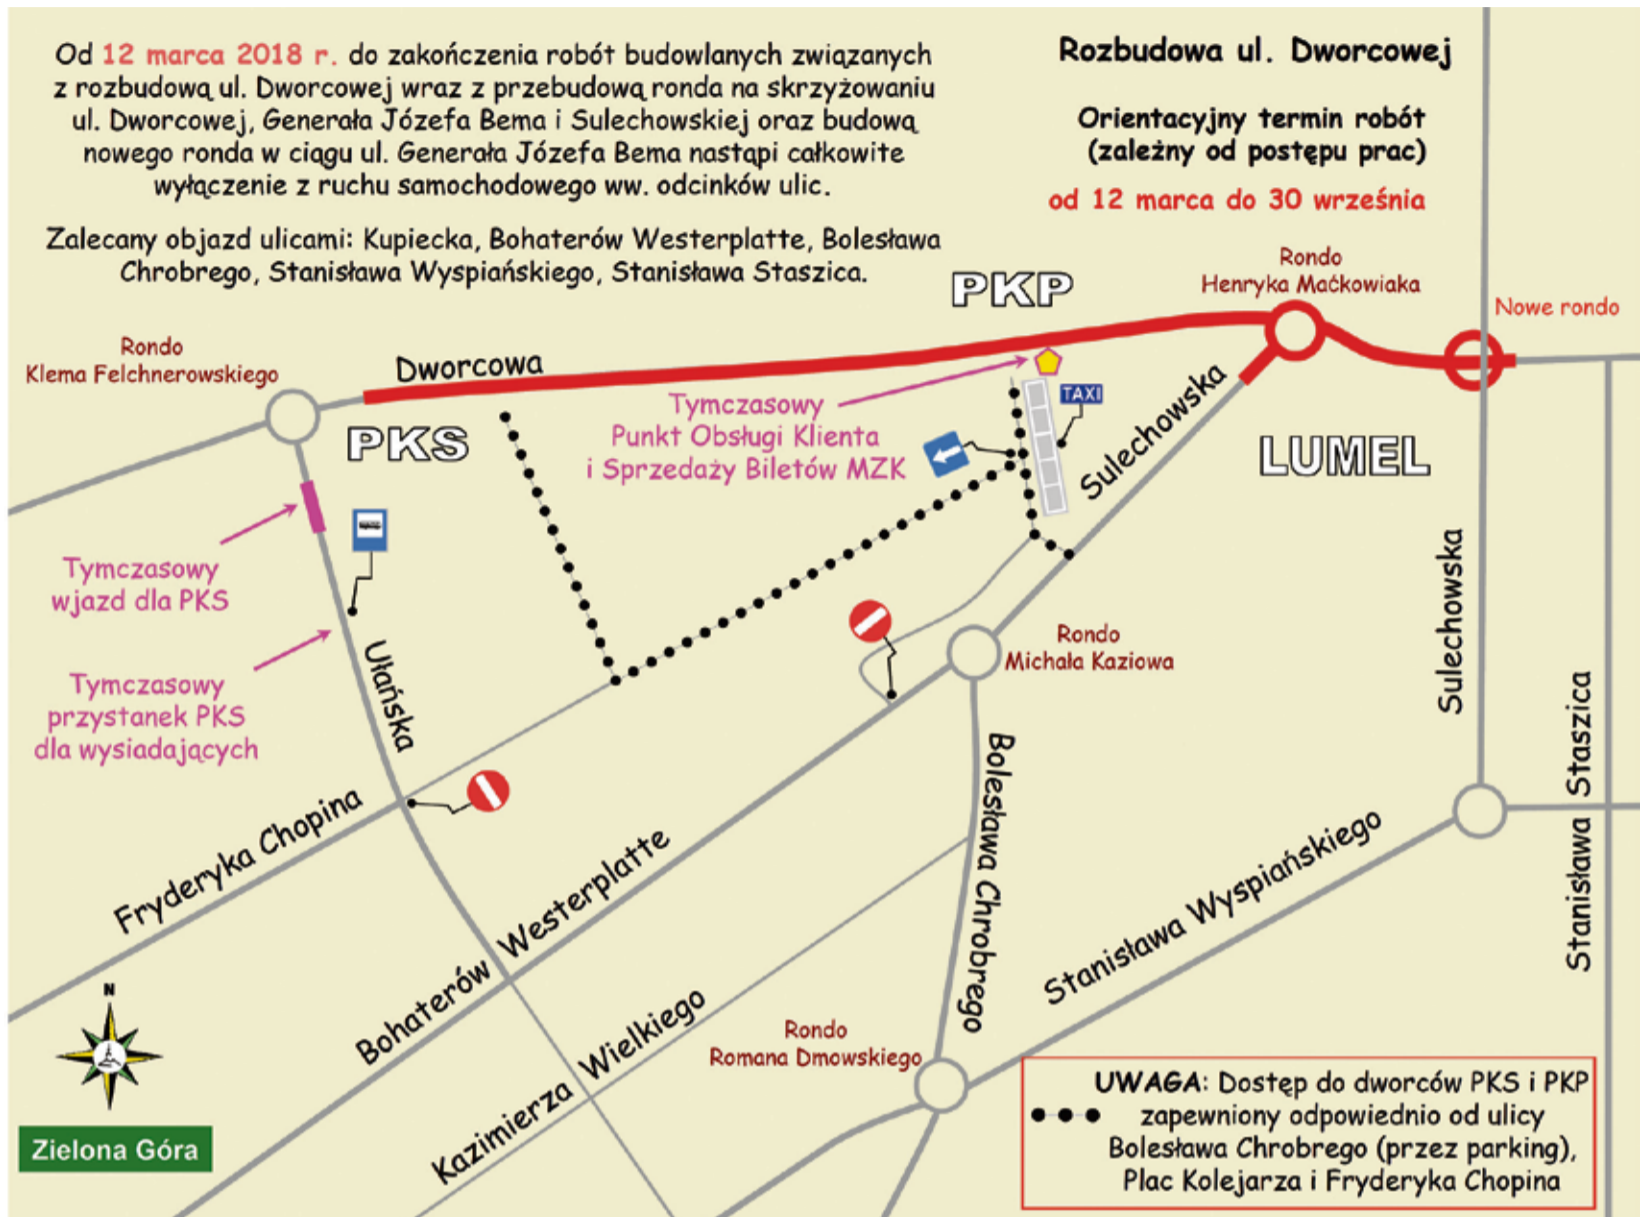 Od 12 marca 2018 r. do zakończenia robót budowlanych związanych
z rozbudową ul. Dworcowej wraz z przebudową ronda na skrzyżowaniu
ul. Dworcowej, Generała Józefa Bema i Sulechowskiej oraz budową
nowego ronda w ciągu ul. Generała Józefa Bema nastąpi całkowite
wyłączenie z ruchu samochodowego ww. odcinków ulic.
Zalecany objazd ulicami: Kupiecka, Bohaterów Westerplatte, Bolesława
Chrobrego, Stanisława Wyspiańskiego, Stanisława Staszica.
Rozbudowa ul. Dworcowej
Orientacyjny termin robót
(zależny od postępu prac)
od 12 marca do 30 września
Rondo
Henryka Maćkowiaka
PKP
Nowe rondo
Rondo
Klema Felchnerowskiego
Dworcowa
PKS
Tymczasowy
Punkt Obsługi Klienta
i Sprzedaży Biletów MZK
TAXI
Sulechowska
LUMEL
Tymczasowy
wjazd dla PKS
Tymczasowy
przystanek PKS
dla wysiadających
Ułańska
Rondo
Michała Kaziowa
Sulechowska
Stanisława Staszica
Fryderyka Chopina
Bohaterów Westerplatte
Bolesława Chrobrego
Stanisława Wyspiańskiego
Kazimierza Wielkiego
Rondo
Romana Dmowskiego
N
Zielona Góra
UWAGA: Dostęp do dworców PKS i PKP
zapewniony odpowiednio od ulicy
Bolesława Chrobrego (przez parking),
Plac Kolejarza i Fryderyka Chopina